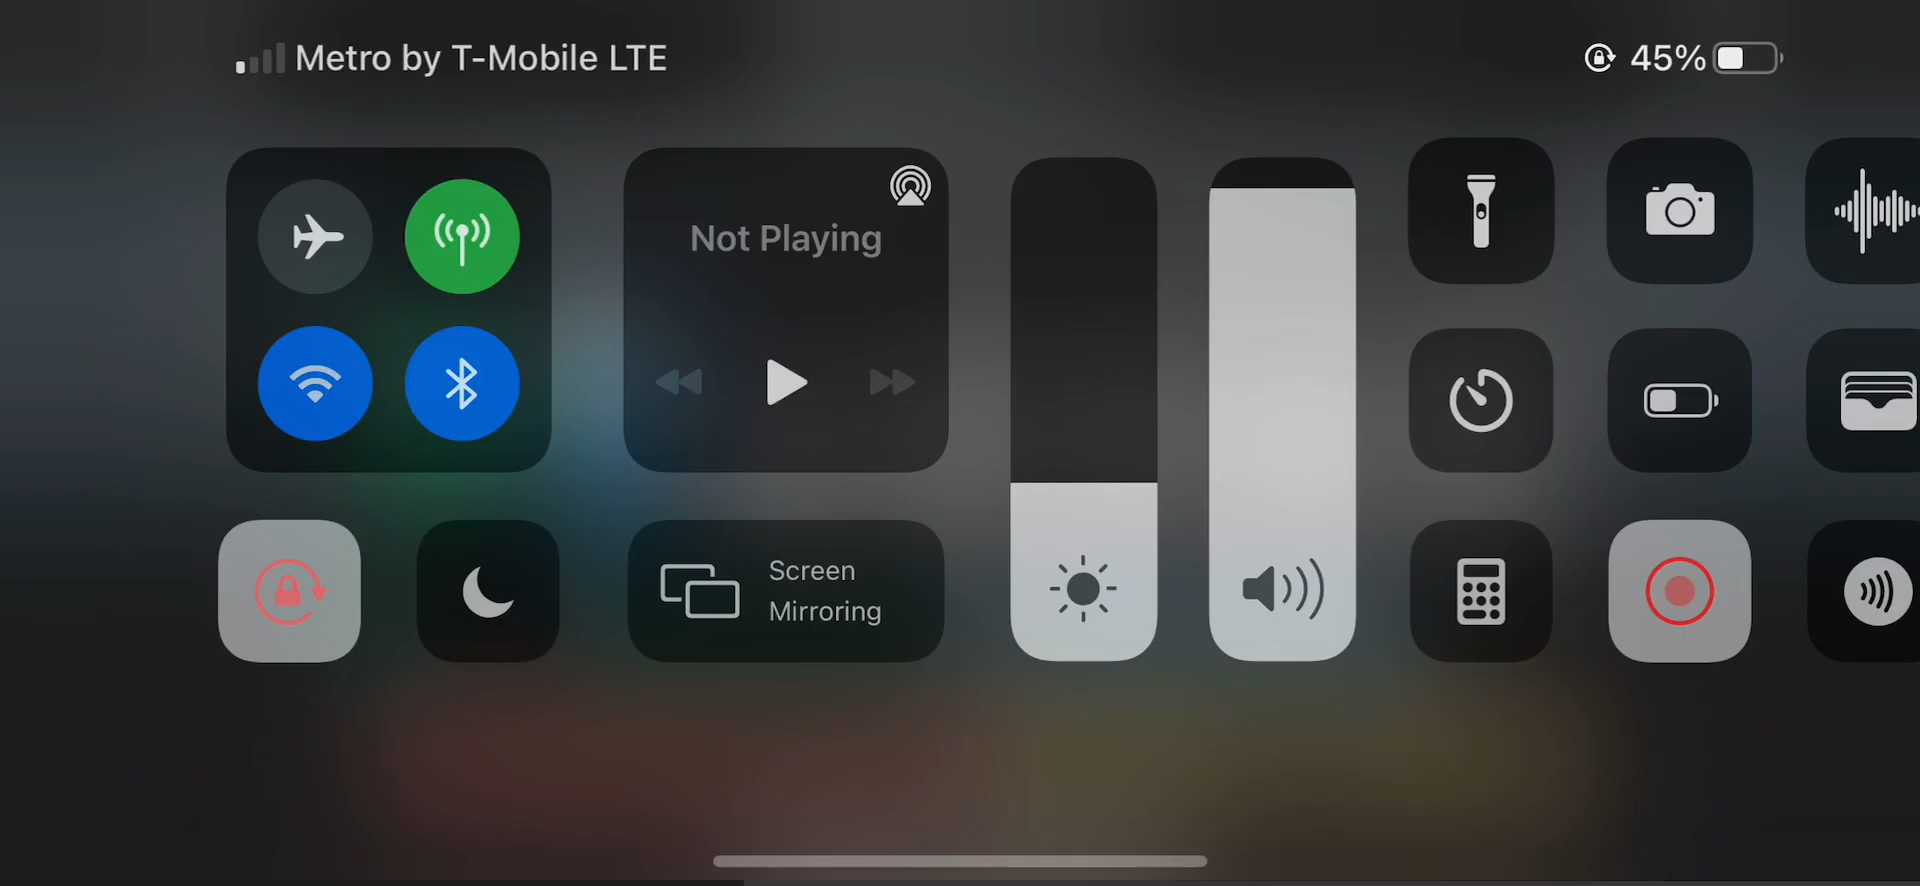 Metro by T-Mobile LTE
45%
Not Playing
Screen
Mirroring